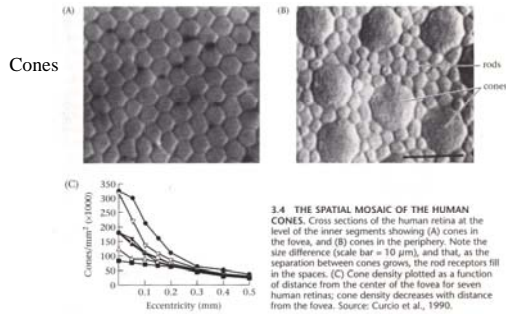 (A)
(B)
Cones
rods
cones
(C)
350
300
250
200
150
100
50
0
Cones/mm² (×1000)
0.1
0.2
0.3
0.4
0.5
Eccentricity (mm)
3.4 THE SPATIAL MOSAIC OF THE HUMAN
CONES. Cross sections of the human retina at the
level of the inner segments showing (A) cones in
the fovea, and (B) cones in the periphery. Note the
size difference (scale bar = 10 μm), and that, as the
separation between cones grows, the rod receptors fill
in the spaces. (C) Cone density plotted as a function
of distance from the center of the fovea for seven
human retinas; cone density decreases with distance
from the fovea. Source: Curcio et al., 1990.